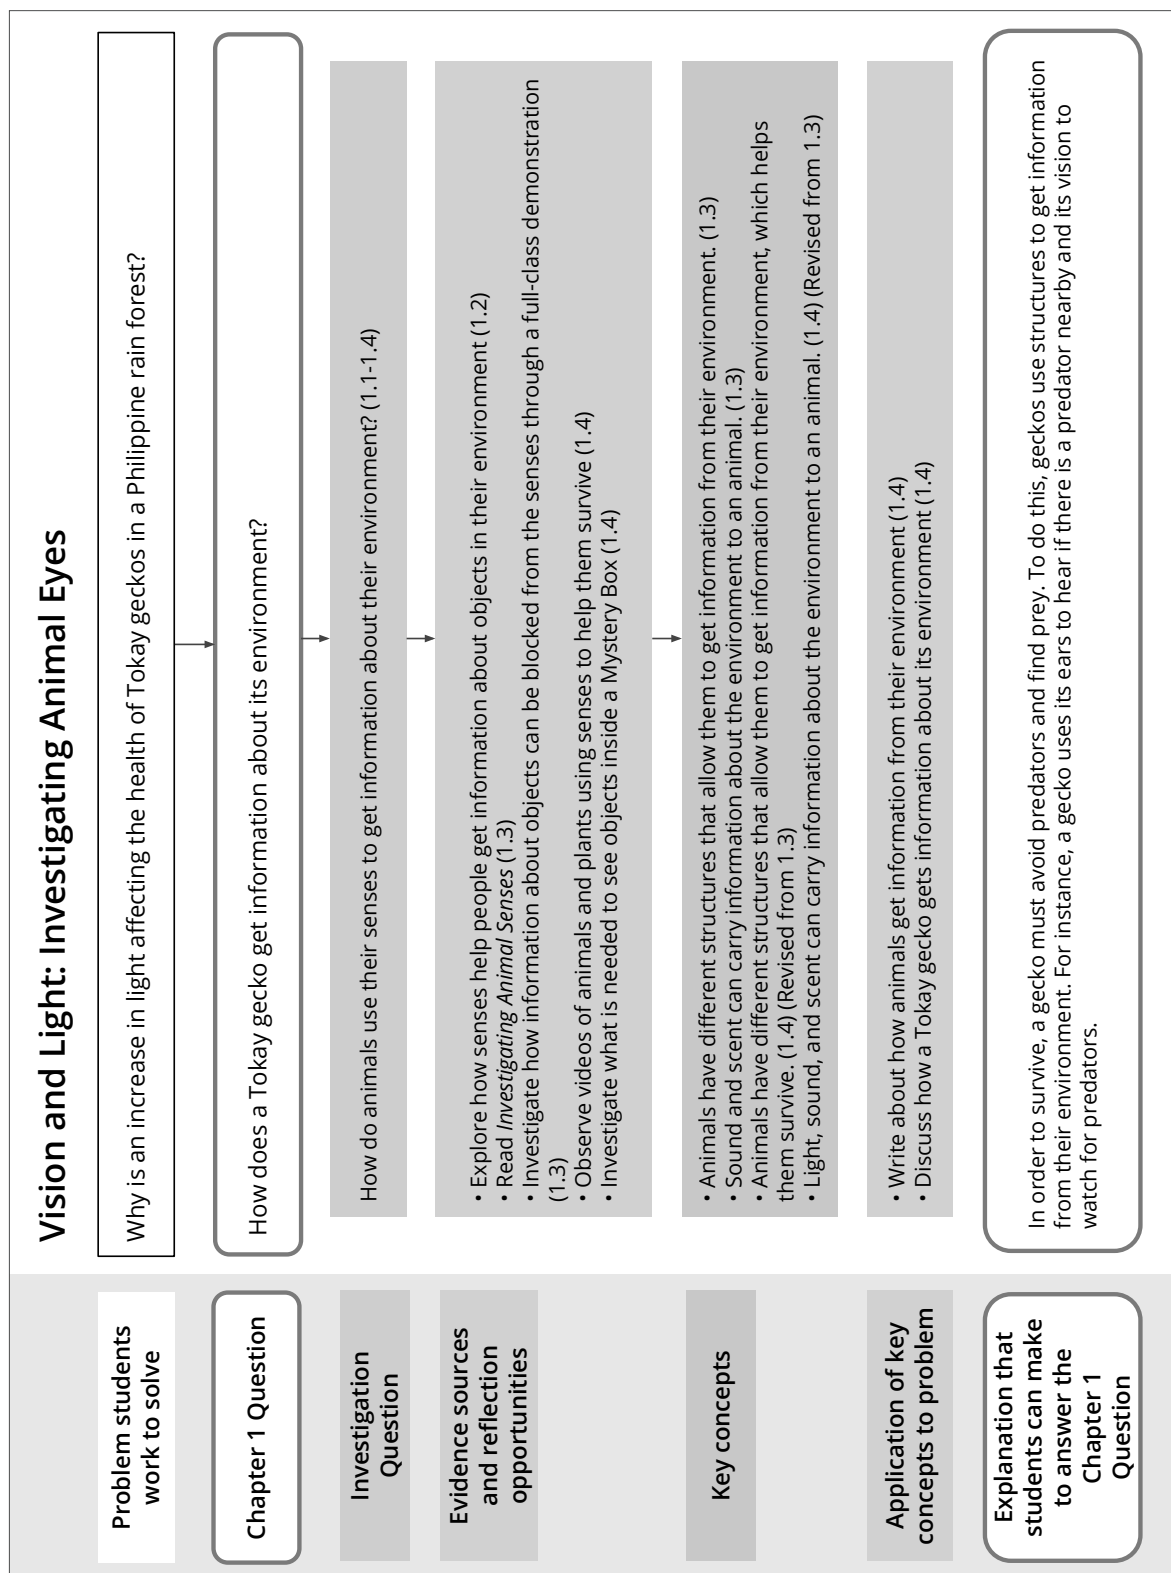 Vision and Light: Investigating Animal Eyes
Problem students
work to solve
Why is an increase in light affecting the health of Tokay geckos in a Philippine rain forest?
Chapter 1 Question
How does a Tokay gecko get information about its environment?
Investigation
Question
How do animals use their senses to get information about their environment? (1.1-1.4)
Evidence sources
and reflection
opportunities
• Explore how senses help people get information about objects in their environment (1.2)
• Read Investigating Animal Senses (1.3)
• Investigate how information about objects can be blocked from the senses through a full-class demonstration
(1.3)
• Observe videos of animals and plants using senses to help them survive (1.4)
• Investigate what is needed to see objects inside a Mystery Box (1.4)
Key concepts
• Animals have different structures that allow them to get information from their environment. (1.3)
• Sound and scent can carry information about the environment to an animal. (1.3)
• Animals have different structures that allow them to get information from their environment, which helps
them survive. (1.4) (Revised from 1.3)
• Light, sound, and scent can carry information about the environment to an animal. (1.4) (Revised from 1.3)
Application of key
concepts to problem
• Write about how animals get information from their environment (1.4)
• Discuss how a Tokay gecko gets information about its environment (1.4)
Explanation that
students can make
to answer the
Chapter 1
Question
In order to survive, a gecko must avoid predators and find prey. To do this, geckos use structures to get information
from their environment. For instance, a gecko uses its ears to hear if there is a predator nearby and its vision to
watch for predators.